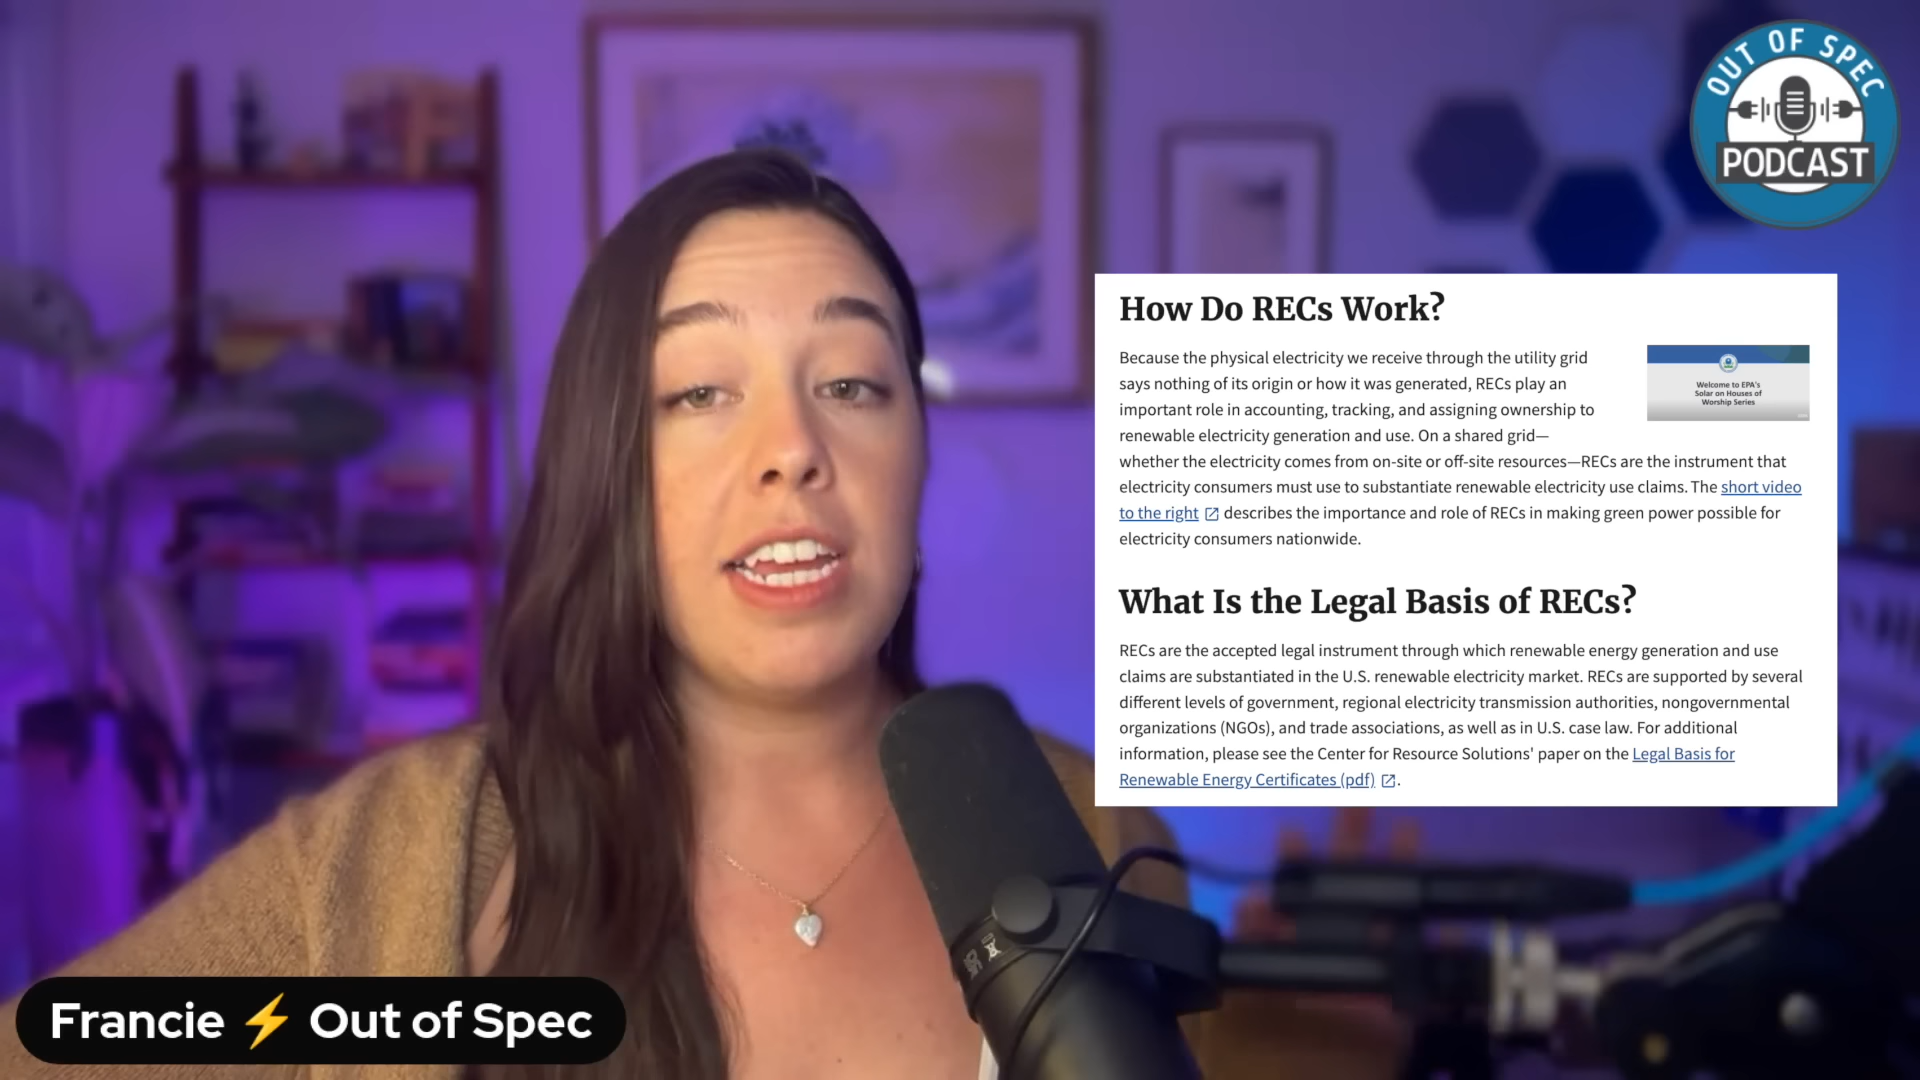 OUT OF SPEC
PODCAST
How Do RECs Work?
Because the physical electricity we receive through the utility grid
says nothing of its origin or how it was generated, RECs play an
important role in accounting, tracking, and assigning ownership to
renewable electricity generation and use. On a shared grid—
whether the electricity comes from on-site or off-site resources—RECs are the instrument that
electricity consumers must use to substantiate renewable electricity use claims. The short video
to the right describes the importance and role of RECs in making green power possible for
electricity consumers nationwide.
Welcome to EPA's
Solar on Houses of
Worship Series
What Is the Legal Basis of RECs?
RECs are the accepted legal instrument through which renewable energy generation and use
claims are substantiated in the U.S. renewable electricity market. RECs are supported by several
different levels of government, regional electricity transmission authorities, nongovernmental
organizations (NGOs), and trade associations, as well as in U.S. case law. For additional
information, please see the Center for Resource Solutions' paper on the Legal Basis for
Renewable Energy Certificates (pdf).
Francie ⚡ Out of Spec